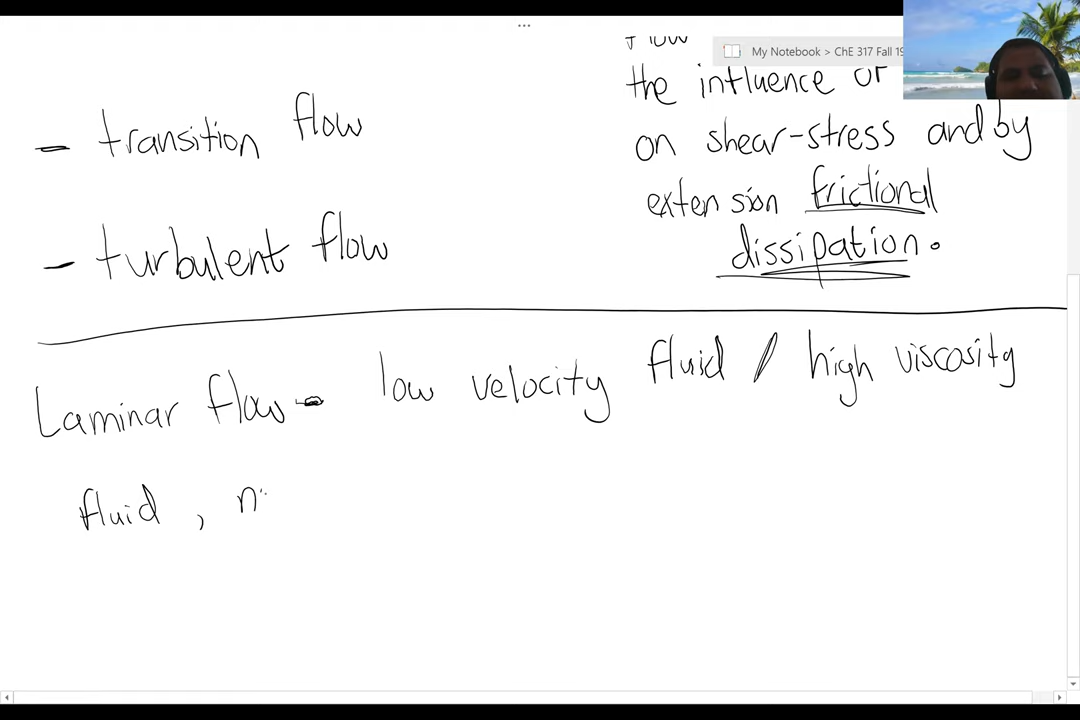 My Notebook > ChE 317 Fall 19
flow
the influence of
on shear-stress and by
extension frictional
dissipation.
- transition flow
- turbulent flow
Laminar flow - low velocity fluid / high viscosity
fluid, n